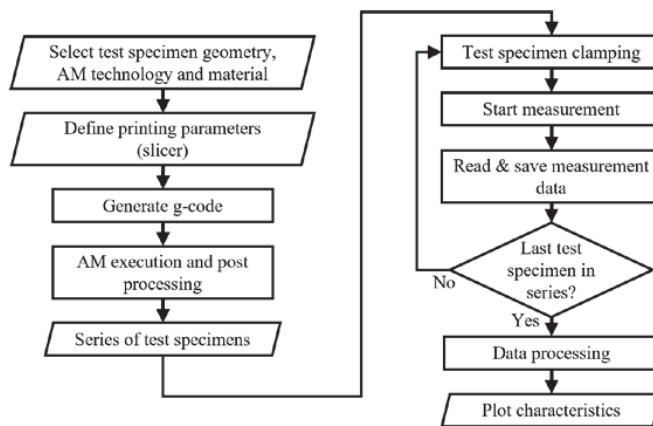 Select test specimen geometry,
AM technology and material
Define printing parameters
(slicer)
Generate g-code
AM execution and post
processing
Series of test specimens
Test specimen clamping
Start measurement
Read & save measurement
data
Last test
specimen in
series?
No
Yes
Data processing
Plot characteristics